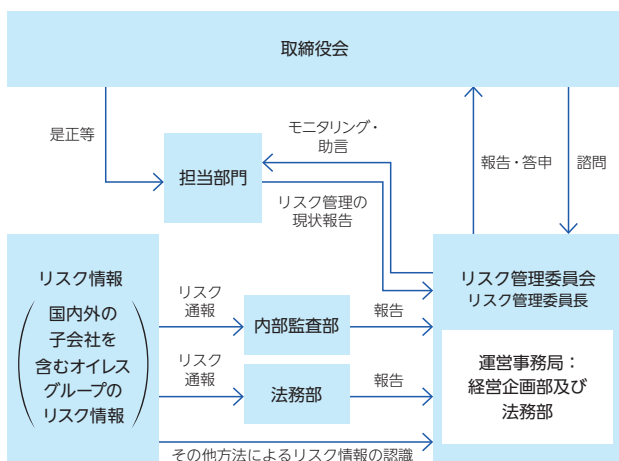 取締役会
是正等
担当部門
モニタリング・
助言
報告・答申
諮問
リスク管理の
現状報告
リスク情報
国内外の
子会社を
含むオイレス
グループの
リスク情報
リスク
通報
内部監査部
報告
リスク
通報
法務部
報告
その他方法によるリスク情報の認識
リスク管理委員会
リスク管理委員長
運営事務局：
経営企画部及び
法務部